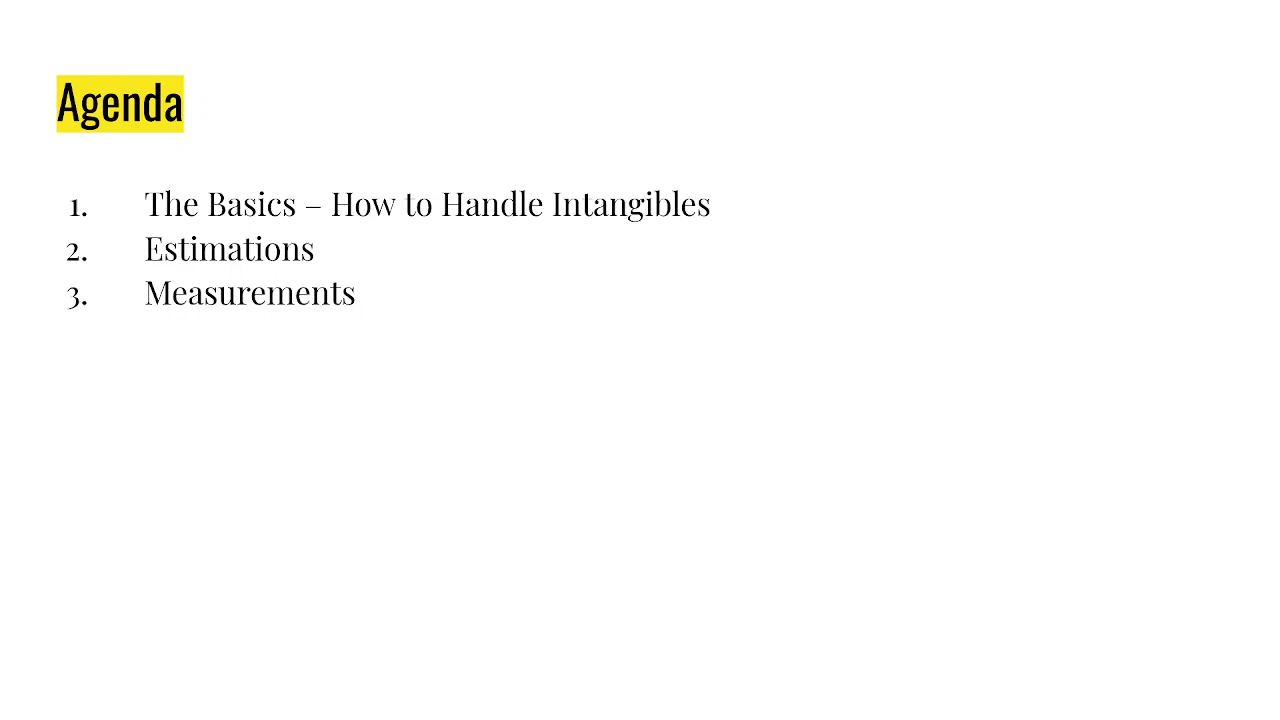 Agenda
1. The Basics – How to Handle Intangibles
2. Estimations
3. Measurements